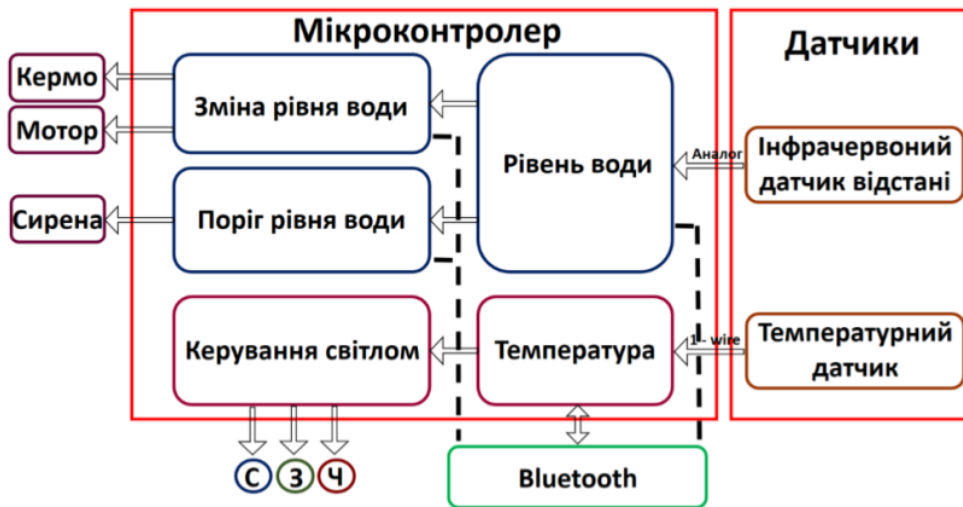 Мікроконтролер
Датчики
Кермо
Мотор
Сирена
Зміна рівня води
Поріг рівня води
Рівень води
Аналог
Інфрачервоний
датчик відстані
Керування світлом
Температура
1 - wire
Температурний
датчик
С З Ч
Bluetooth